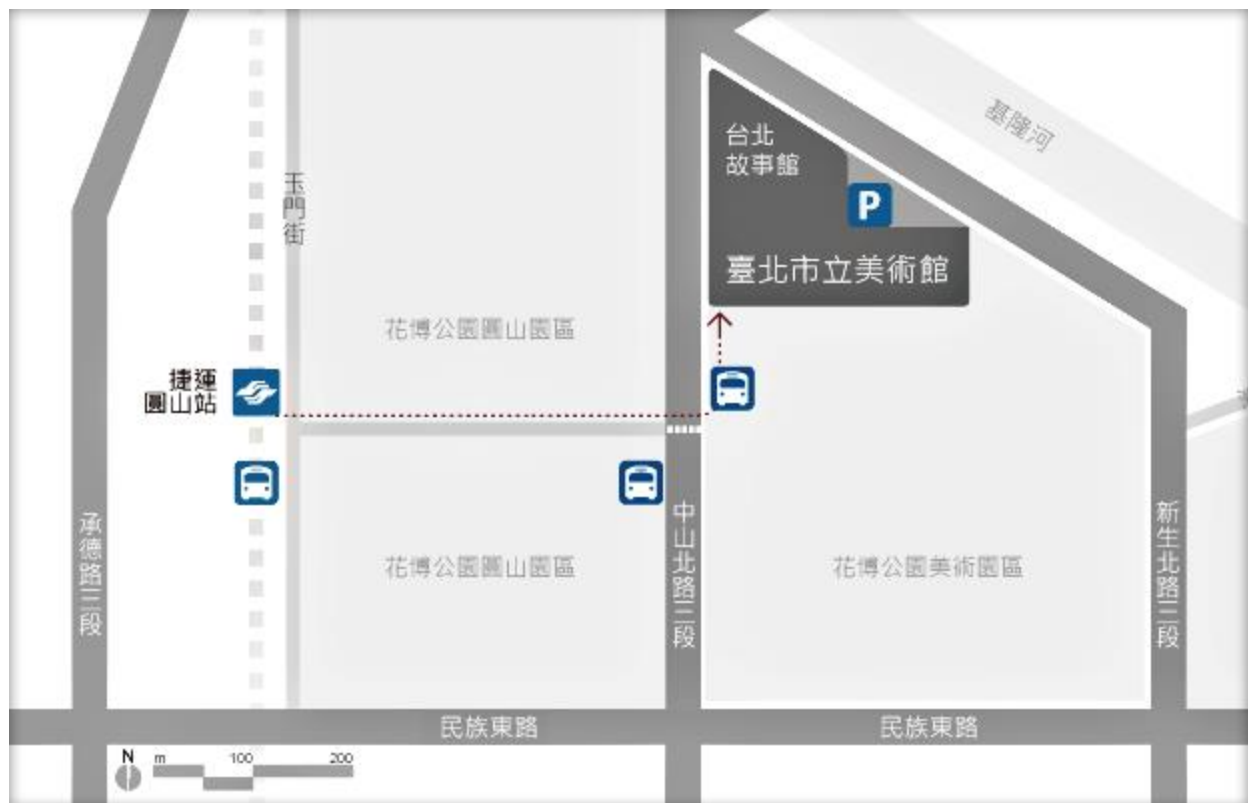 基隆河
台北
故事館
P
臺北市立美術館
玉門街
花博公園圓山園區
捷運
圓山站
承德路三段
中山北路三段
新生北路三段
花博公園圓山園區
花博公園美術園區
民族東路
民族東路
N
m
100
200